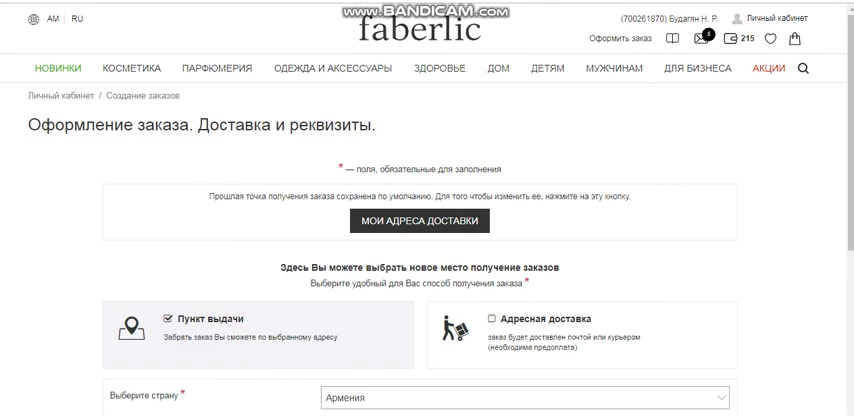 www.BANDICAM.com
AM | RU
faberlic
(700261870) Будагян Н. Р.
Личный кабинет
Оформить заказ
5
215
НОВИНКИ КОСМЕТИКА ПАРФЮМЕРИЯ ОДЕЖДА И АКСЕССУАРЫ ЗДОРОВЬЕ ДОМ ДЕТЯМ МУЖЧИНАМ ДЛЯ БИЗНЕСА АКЦИИ
Личный кабинет / Создание заказов
Оформление заказа. Доставка и реквизиты.
* — поля, обязательные для заполнения
Прошлая точка получения заказа сохранена по умолчанию. Для того чтобы изменить ее, нажмите на эту кнопку.
МОИ АДРЕСА ДОСТАВКИ
Здесь Вы можете выбрать новое место получение заказов
Выберите удобный для Вас способ получения заказа *
Пункт выдачи
Забрать заказ Вы сможете по выбранному адресу
Адресная доставка
заказ будет доставлен почтой или курьером
(необходима предоплата)
Выберите страну *
Армения